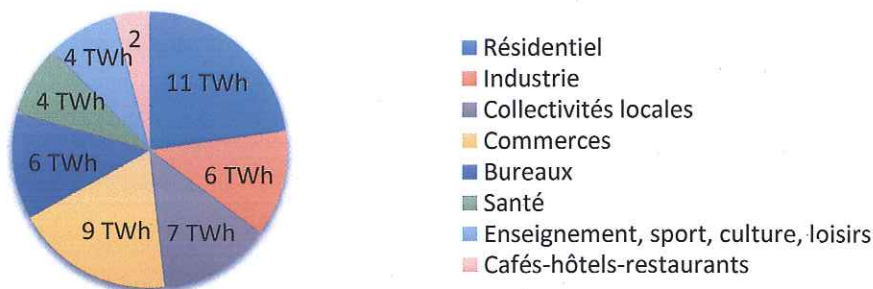 2
4 TWh
11 TWh
4 TWh
6 TWh
6 TWh
9 TWh
7 TWh
Résidentiel
Industrie
Collectivités locales
Commerces
Bureaux
Santé
Enseignement, sport, culture, loisirs
Cafés-hôtels-restaurants